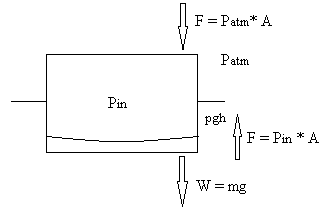 F = Patm* A
Patm
Pin
pgh
F = Pin * A
W = mg